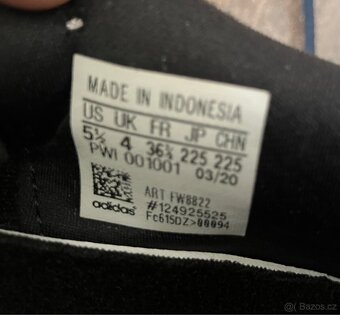 MADE IN INDONESIA
US UK FR JP CHN
5½ 4 36⅔ 225 225
PWI 001001 03/20
ART FW8822
#124925525
adidas® Fc615DZ>00094
Bazos.cz